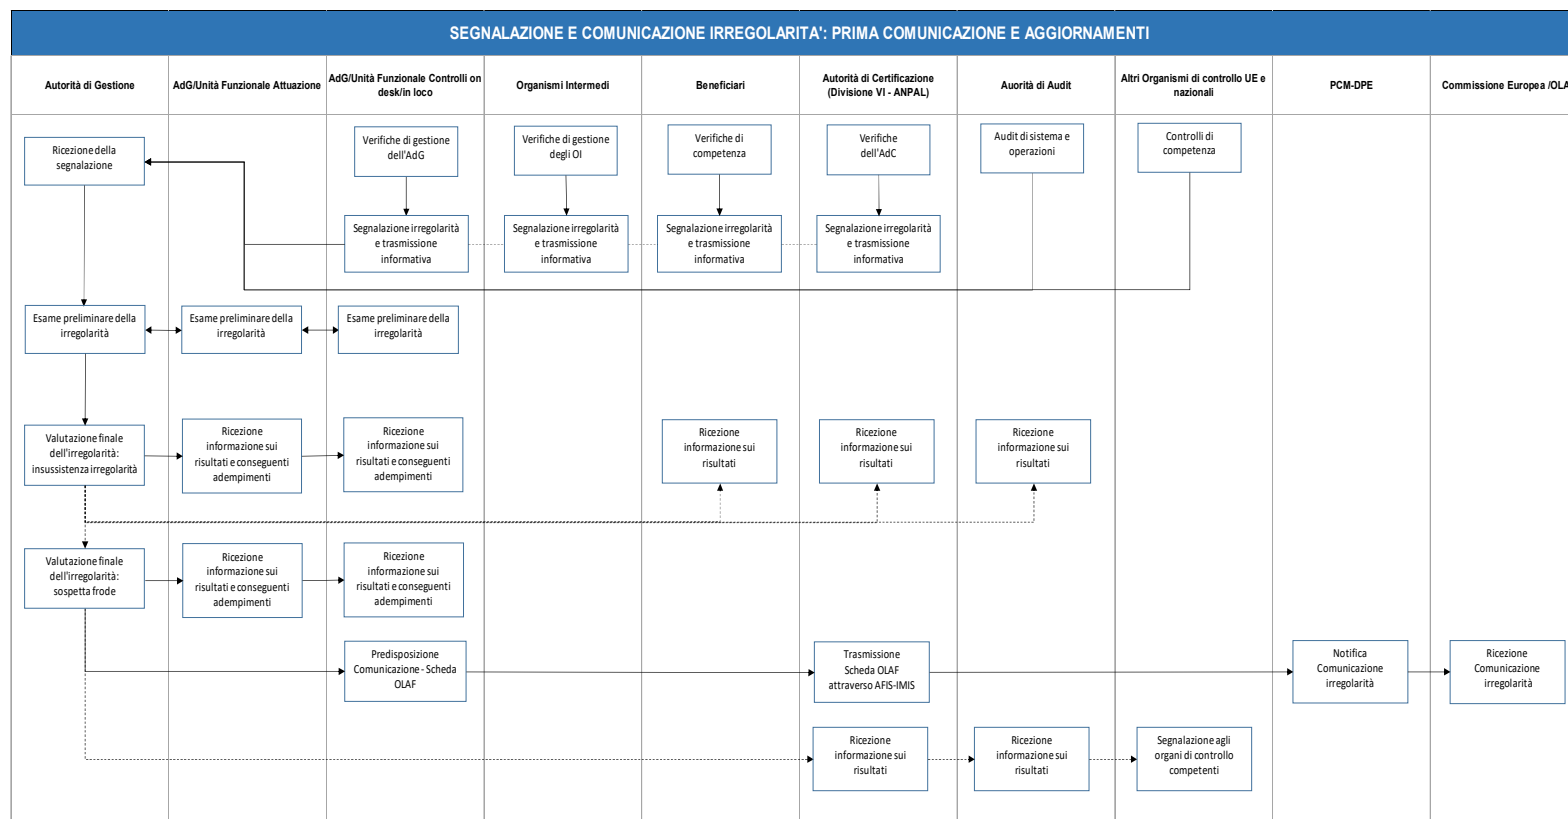 SEGNALAZIONE E COMUNICAZIONE IRREGOLARITA': PRIMA COMUNICAZIONE E AGGIORNAMENTI
Autorità di Gestione
AdG/Unità Funzionale Attuazione
AdG/Unità Funzionale Controlli on
desk/in loco
Organismi Intermedi
Beneficiari
Autorità di Certificazione
(Divisione VI - ANPAL)
Auorità di Audit
Altri Organismi di controllo UE e
nazionali
PCM-DPE
Commissione Europea /OLA
Ricezione della
segnalazione
Verifiche di gestione
dell'AdG
Verifiche di gestione
degli OI
Verifiche di
competenza
Verifiche
dell'AdC
Audit di sistema e
operazioni
Controlli di
competenza
Segnalazione irregolarità
e trasmissione
informativa
Segnalazione irregolarità
e trasmissione
informativa
Segnalazione irregolarità
e trasmissione
informativa
Segnalazione irregolarità
e trasmissione
informativa
Esame preliminare della
irregolarità
Esame preliminare della
irregolarità
Esame preliminare della
irregolarità
Valutazione finale
dell'irregolarità:
insussistenza irregolarità
Ricezione
informazione sui
risultati e conseguenti
adempimenti
Ricezione
informazione sui
risultati e conseguenti
adempimenti
Ricezione
informazione sui
risultati
Ricezione
informazione sui
risultati
Ricezione
informazione sui
risultati
Valutazione finale
dell'irregolarità:
sospetta frode
Ricezione
informazione sui
risultati e conseguenti
adempimenti
Ricezione
informazione sui
risultati e conseguenti
adempimenti
Predisposizione
Comunicazione - Scheda
OLAF
Trasmissione
Scheda OLAF
attraverso AFIS-IMIS
Notifica
Comunicazione
irregolarità
Ricezione
Comunicazione
irregolarità
Ricezione
informazione sui
risultati
Ricezione
informazione sui
risultati
Segnalazione agli
organi di controllo
competenti